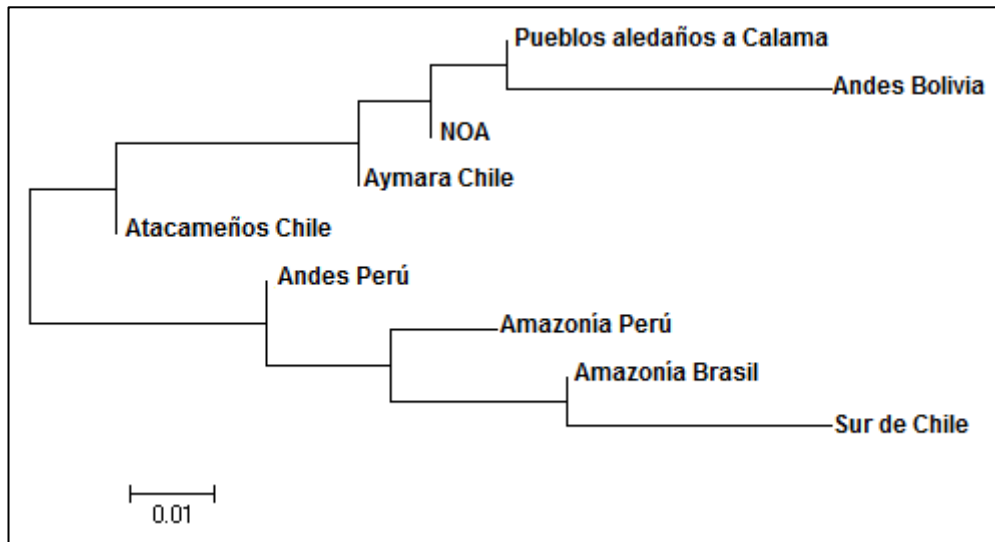 Pueblos aledaños a Calama
Andes Bolivia
NOA
Aymara Chile
Atacameños Chile
Andes Perú
Amazonía Perú
Amazonía Brasil
Sur de Chile
0.01